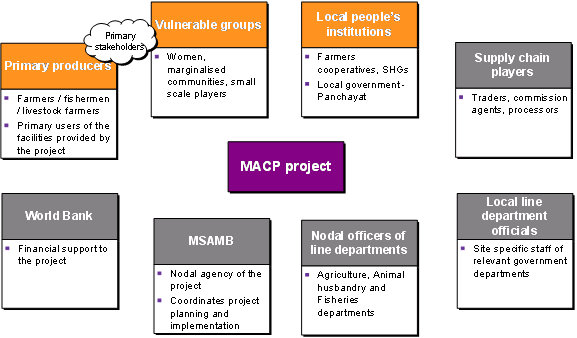 Primary
stakeholders
Primary producers
Farmers / fishermen
/ livestock farmers
Primary users of the
facilities provided by
the project
Vulnerable groups
Women,
marginalised
communities, small
scale players
Local people's
institutions
Farmers
cooperatives, SHGs
Local government-
Panchayat
Supply chain
players
Traders, commission
agents, processors
MACP project
World Bank
Financial support to
the project
MSAMB
Nodal agency of the
project
Coordinates project
planning and
implementation
Nodal officers of
line departments
Agriculture, Animal
husbandry and
Fisheries
departments
Local line
department
officials
Site specific staff of
relevant government
departments